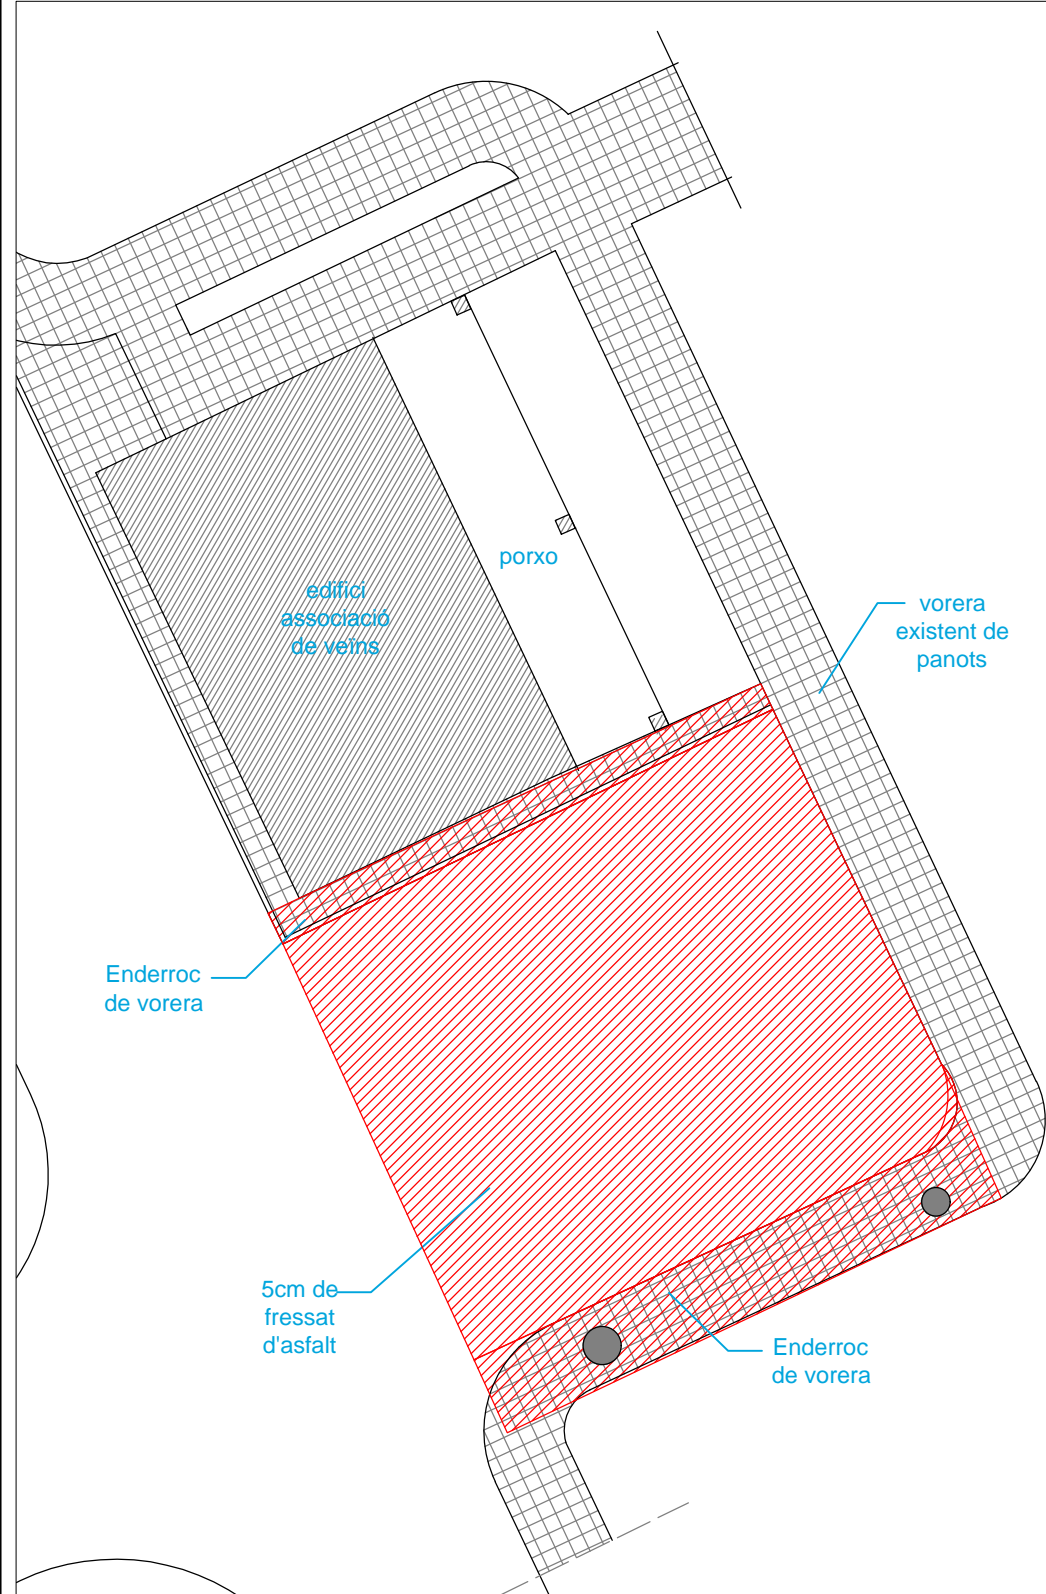 porxo
edifici
associació
de veïns
vorera
existent de
panots
Enderroc
de vorera
5cm de
fressat
d'asfalt
Enderroc
de vorera